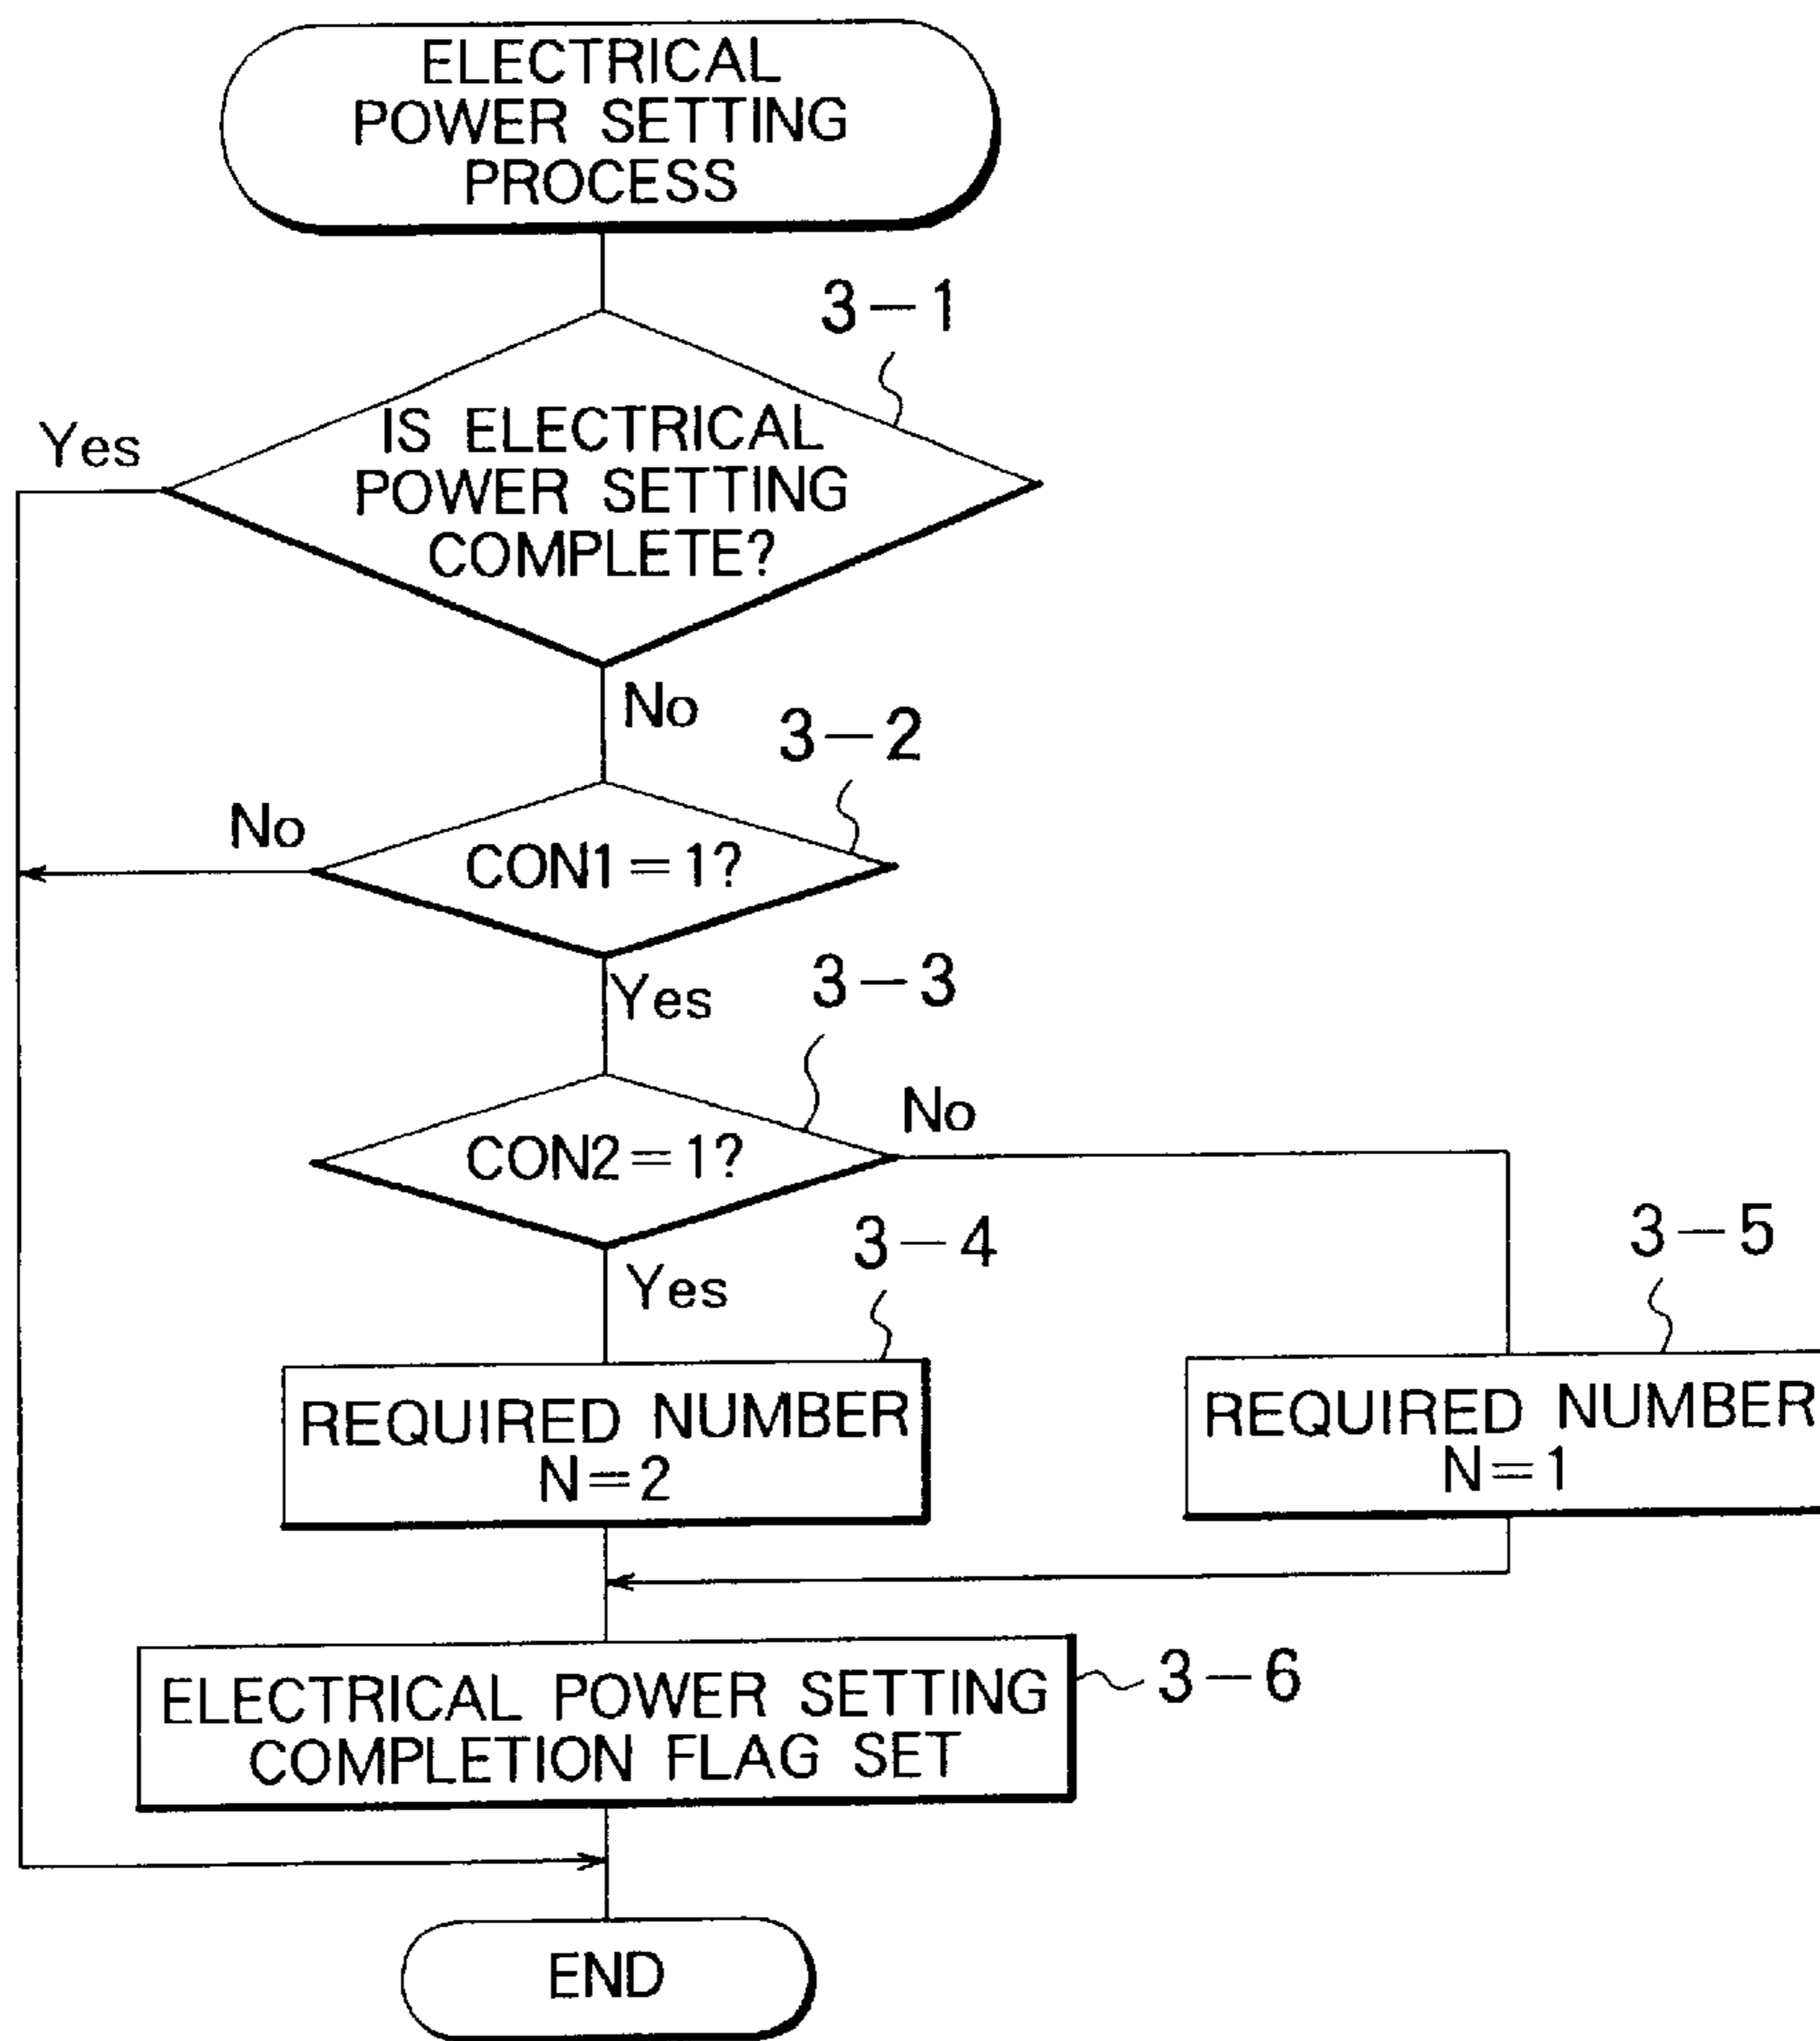 ELECTRICAL
POWER SETTING
PROCESS
3-1
Yes
IS ELECTRICAL
POWER SETTING
COMPLETE?
No
3-2
No
CON1=1?
Yes
3-3
No
CON2=1?
Yes
3-4
3-5
REQUIRED NUMBER
N=2
REQUIRED NUMBER
N=1
ELECTRICAL POWER SETTING
COMPLETION FLAG SET
3-6
END